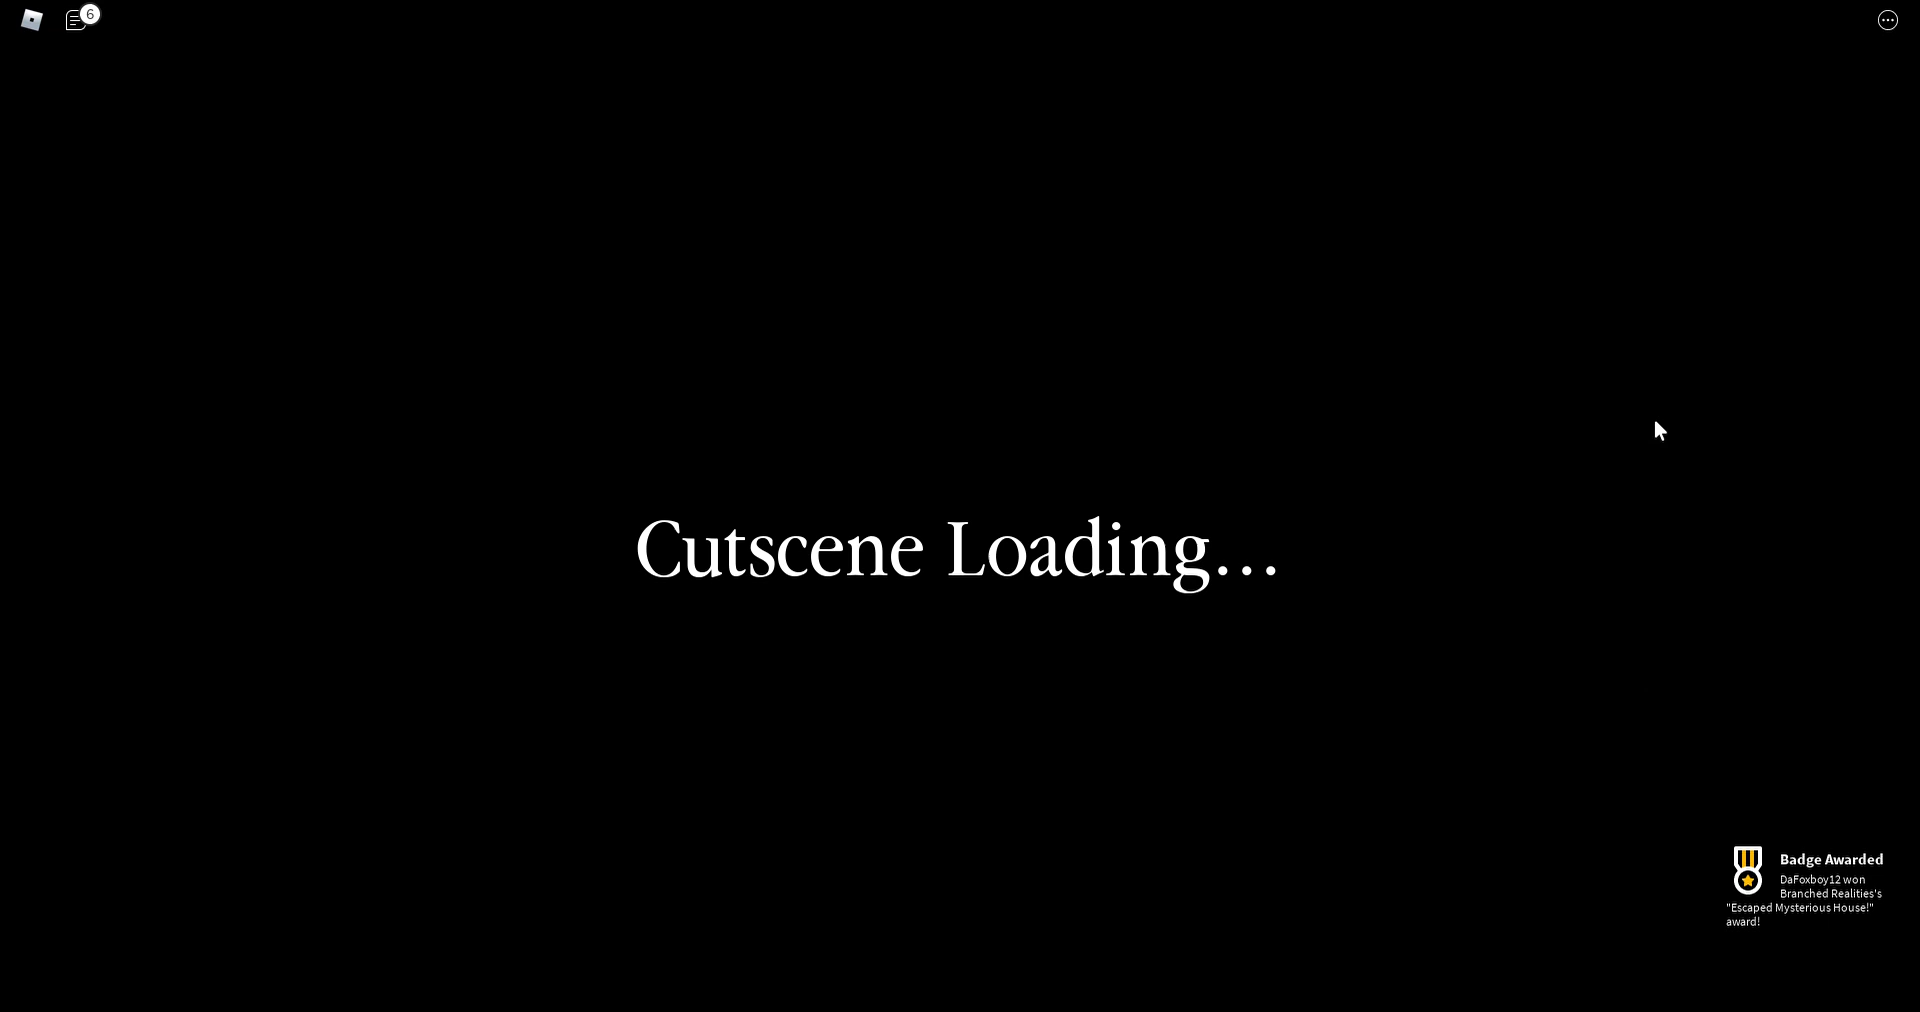 6
Cutscene Loading...
Badge Awarded
DaFoxboy12 won
Branched Realities's
"Escaped Mysterious House!"
award!